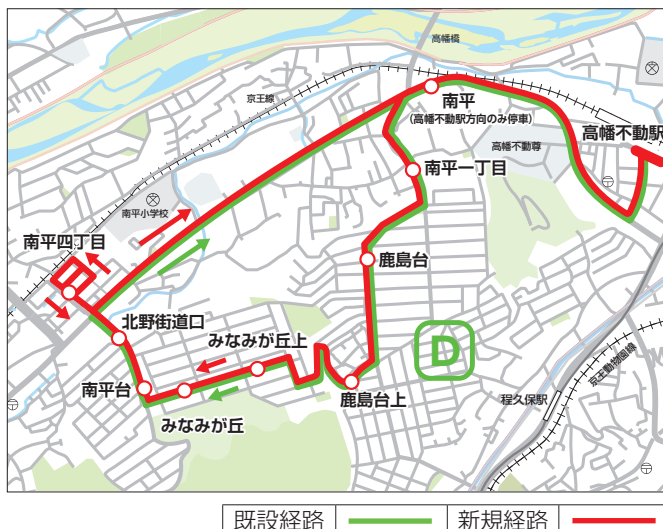 高幡橋
京王線
南平
(高幡不動駅方向のみ停車)
高幡不動駅
高幡不動尊
南平一丁目
南平小学校
南平四丁目
鹿島台
北野街道口
みなみが丘上
D
南平台
鹿島台上
みなみが丘
程久保駅
京王動物園線
既設経路 新規経路